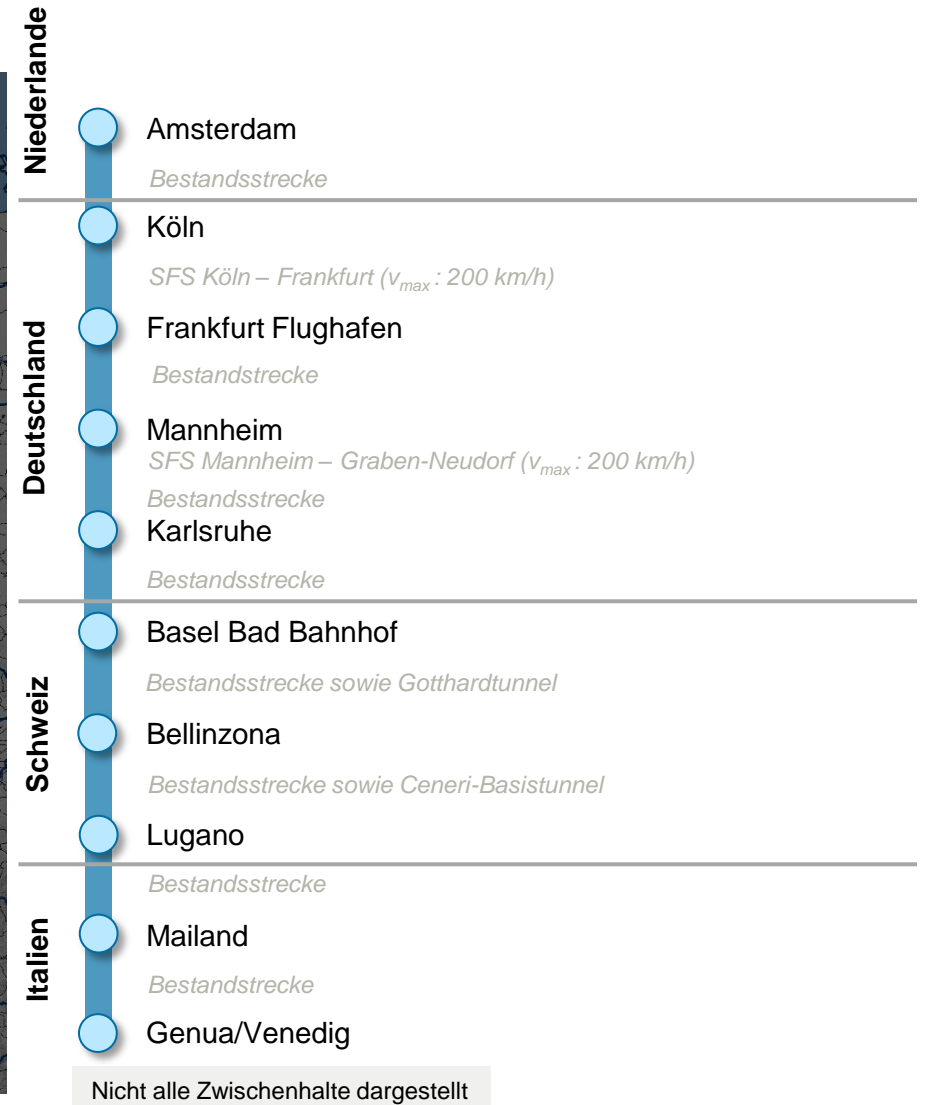 Niederlande
Amsterdam
Bestandsstrecke
Deutschland
Köln
SFS Köln – Frankfurt (vmax : 200 km/h)
Frankfurt Flughafen
Bestandstrecke
Mannheim
SFS Mannheim – Graben-Neudorf (vmax : 200 km/h)
Bestandsstrecke
Karlsruhe
Bestandsstrecke
Schweiz
Basel Bad Bahnhof
Bestandsstrecke sowie Gotthardtunnel
Bellinzona
Bestandsstrecke sowie Ceneri-Basistunnel
Lugano
Italien
Bestandsstrecke
Mailand
Bestandstrecke
Genua/Venedig
Nicht alle Zwischenhalte dargestellt